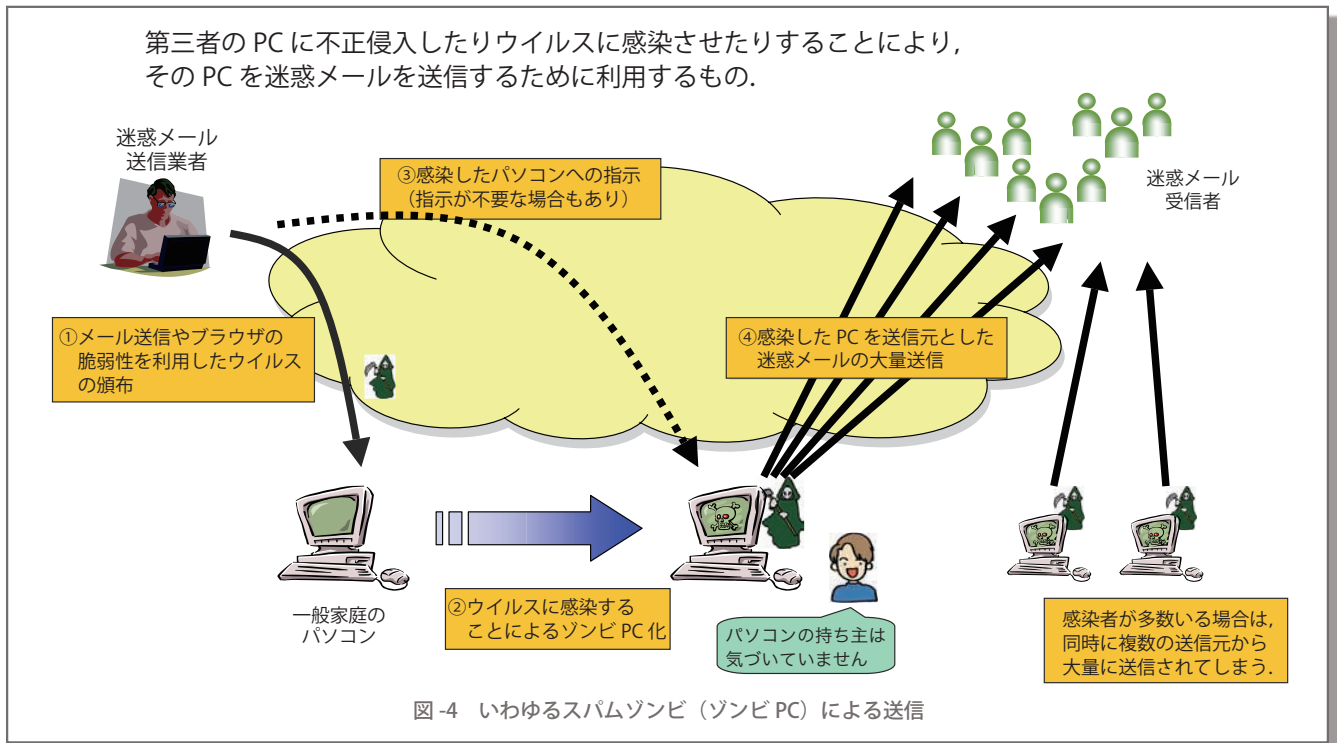 第三者の PC に不正侵入したりウイルスに感染させたりすることにより,
その PC を迷惑メールを送信するために利用するもの.
迷惑メール
送信業者
③感染したパソコンへの指示
(指示が不要な場合もあり)
迷惑メール
受信者
①メール送信やブラウザの
脆弱性を利用したウイルス
の頒布
④感染した PC を送信元とした
迷惑メールの大量送信
一般家庭の
パソコン
②ウイルスに感染する
ことによるゾンビ PC 化
パソコンの持ち主は
気づいていません
感染者が多数いる場合は,
同時に複数の送信元から
大量に送信されてしまう.
図 -4 いわゆるスパムゾンビ(ゾンビ PC)による送信